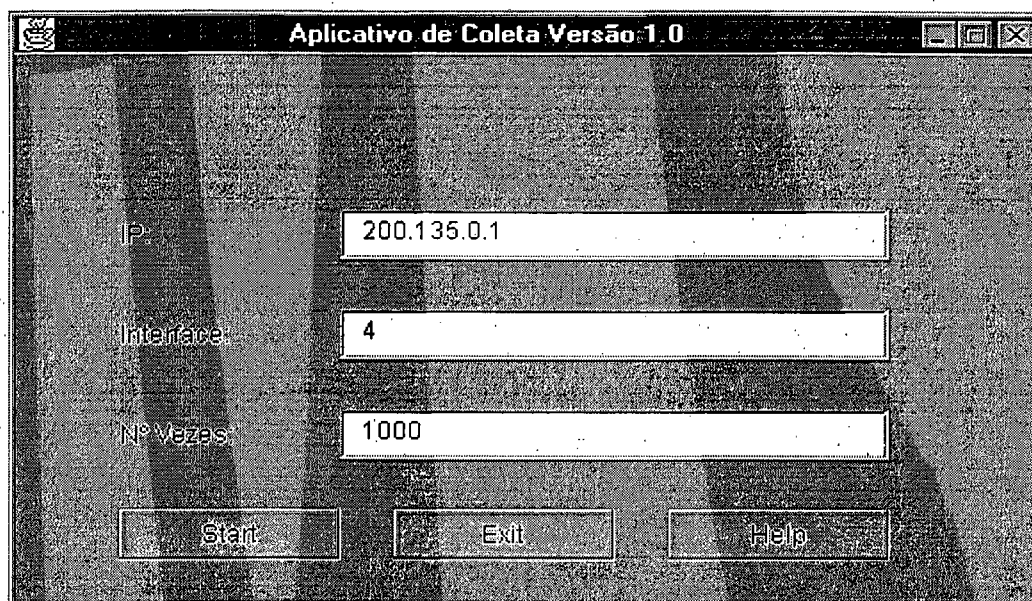 Aplicativo de Coleta Versão 1.0
IP: 200.135.0.1
Interface: 4
Nº Vezes: 1000
Start Exit Help